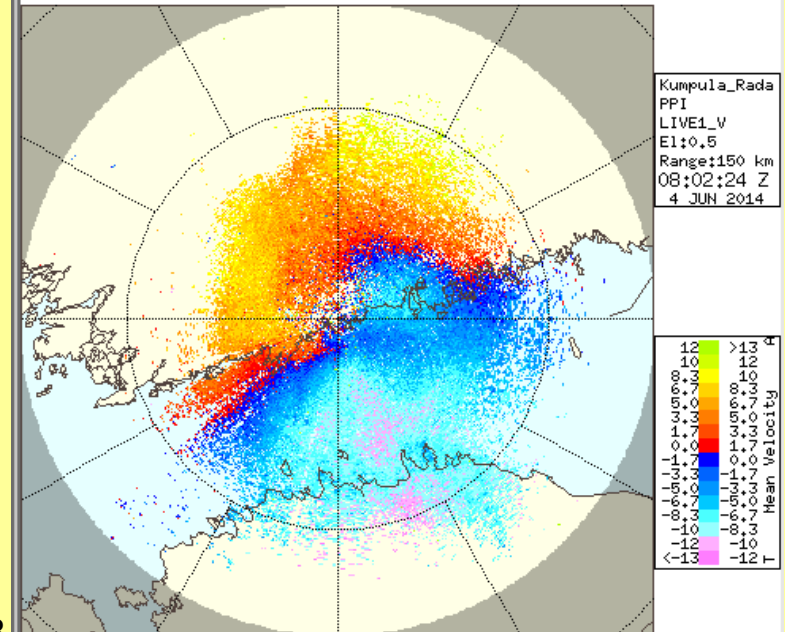 Kumpula_Rada
PPI
LIVE1_V
El:0.5
Range:150 km
08:02:24 Z
4 JUN 2014
12 >13
10 12
8.3 10
6.7 8.3
5.0 6.7
3.3 5.0
1.7 3.3
0.0 1.7
-1.7 0.0
-3.3 -1.7
-5.0 -3.3
-6.7 -5.0
-8.3 -6.7
-10 -8.3
-12 -10
<-13 -12
T Mean Velocity A